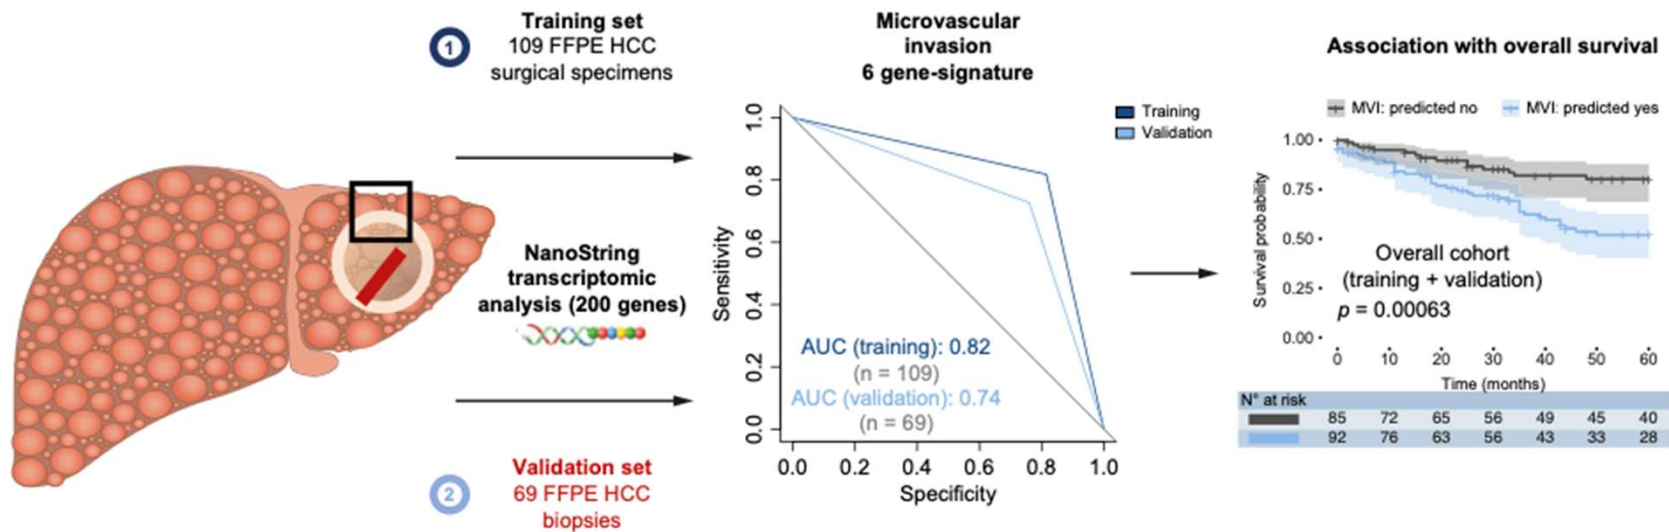 1
Training set
109 FFPE HCC
surgical specimens
NanoString
transcriptomic
analysis (200 genes)
2
Validation set
69 FFPE HCC
biopsies
Microvascular
invasion
6 gene-signature
Training
Validation
Sensitivity
1.0
0.8
0.6
0.4
0.2
0.0
AUC (training): 0.82
(n = 109)
AUC (validation): 0.74
(n = 69)
0.0 0.2 0.4 0.6 0.8 1.0
Specificity
Association with overall survival
MVI: predicted no MVI: predicted yes
Survival probability
1.00
0.75
0.50
0.25
0.00
Overall cohort
(training + validation)
p = 0.00063
0 10 20 30 40 50 60
Time (months)
N° at risk
85 72 65 56 49 45 40
92 76 63 56 43 33 28